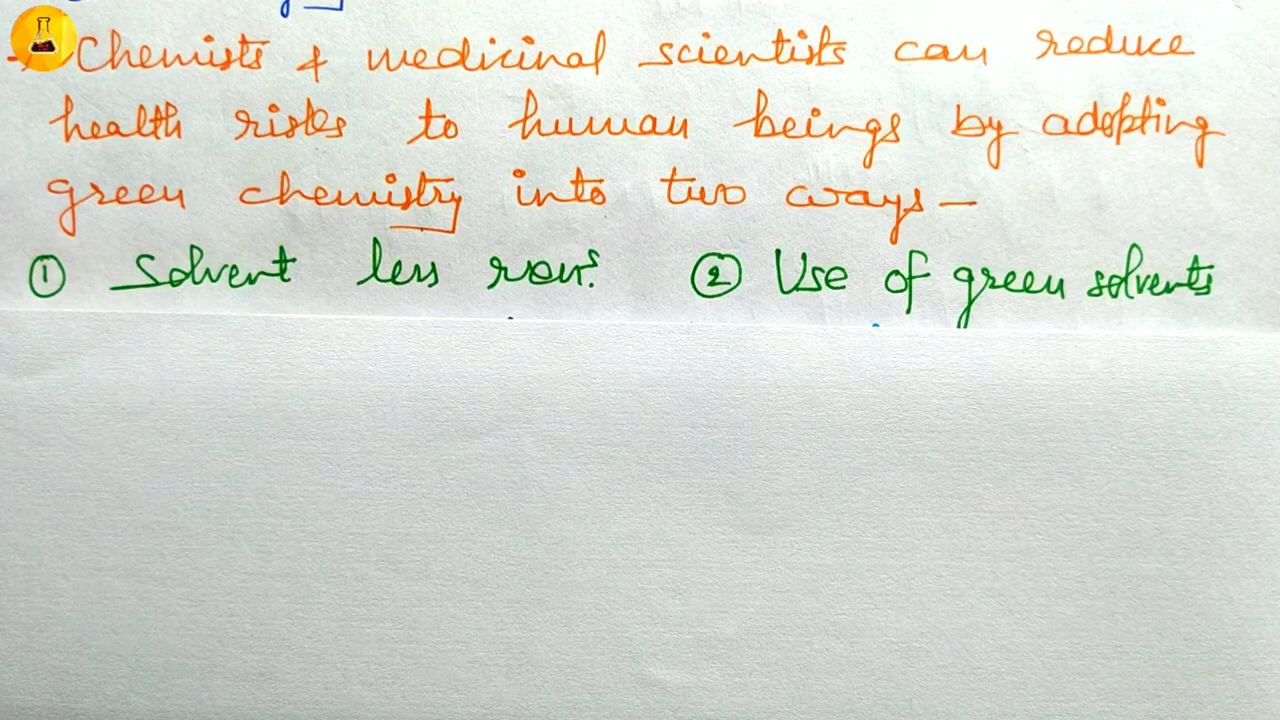 → Chemists & medicinal scientists can reduce
health risks to human beings by adopting
green chemistry into two ways —
① Solvent less rxn? ② Use of green solvents